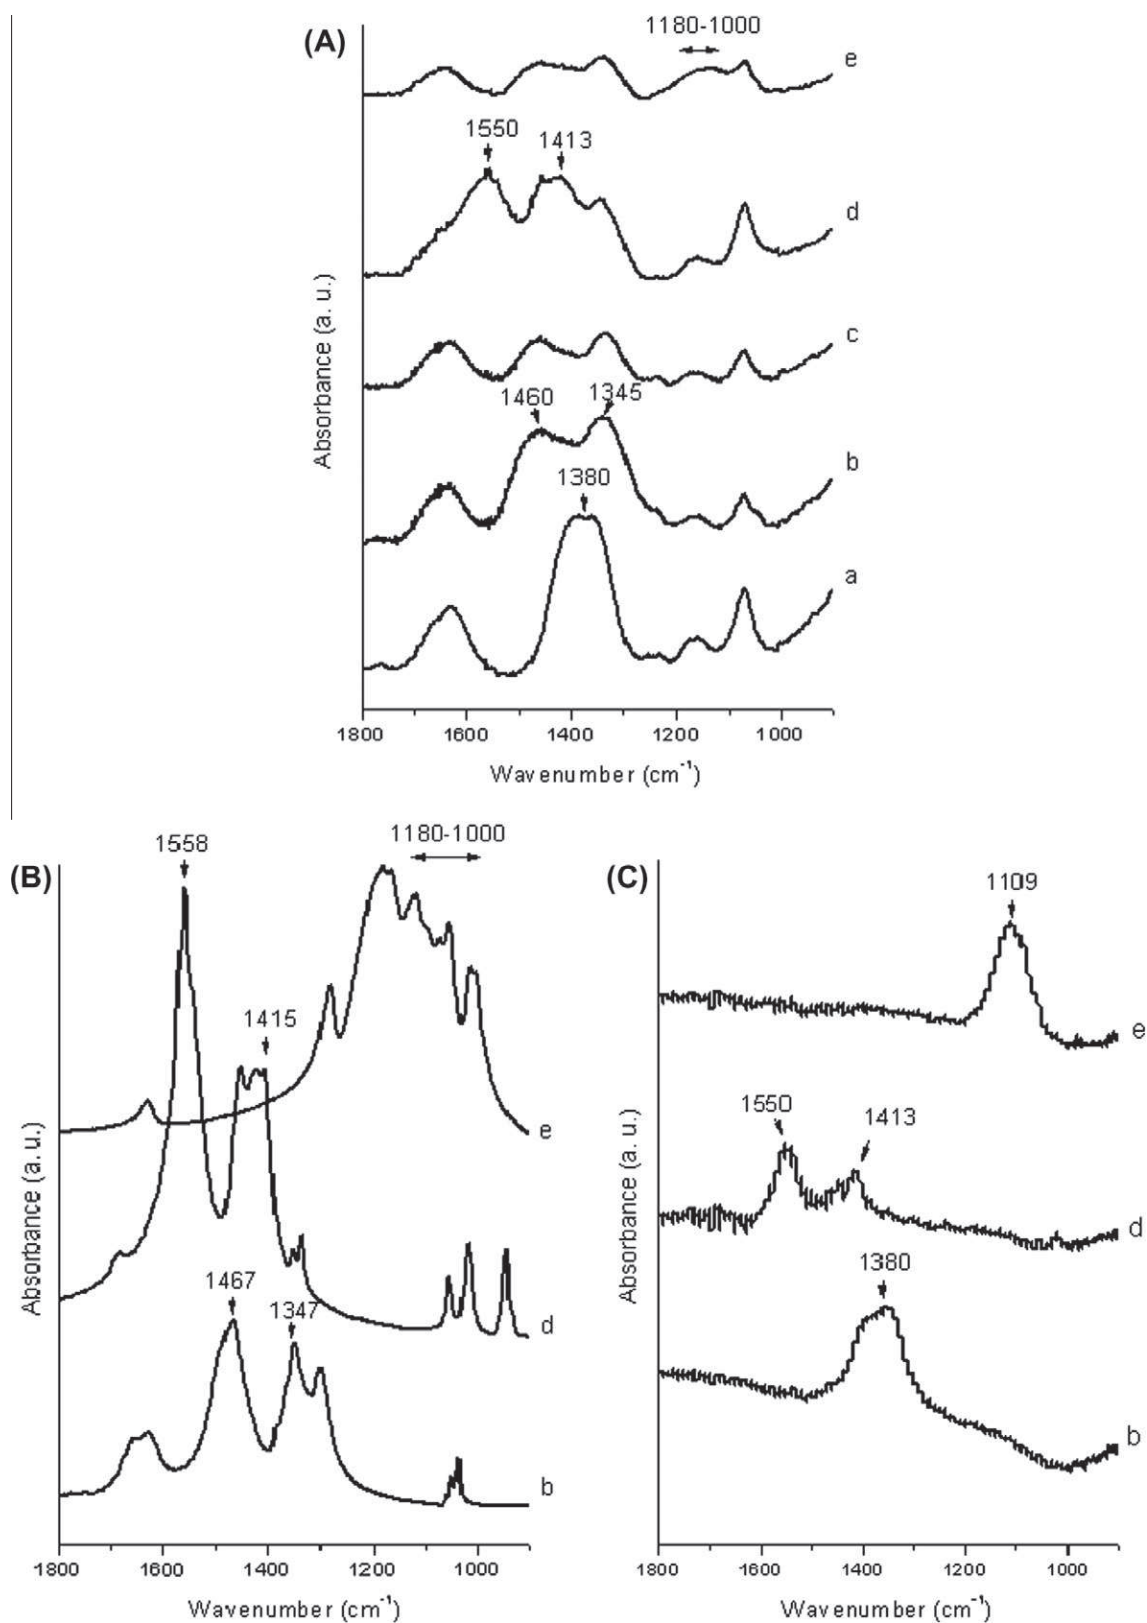 (A)
1180-1000
e
1550
1413
d
c
1460
1345
b
1380
a
Absorbance (a. u.)
1800
1600
1400
1200
1000
Wavenumber (cm⁻¹)
(B)
1558
1180-1000
1415
e
1467
1347
d
b
Absorbance (a. u.)
1800
1600
1400
1200
1000
Wavenumber (cm⁻¹)
(C)
1109
e
1550
1413
d
1380
b
Absorbance (a. u.)
1800
1600
1400
1200
1000
Wavenumber (cm⁻¹)